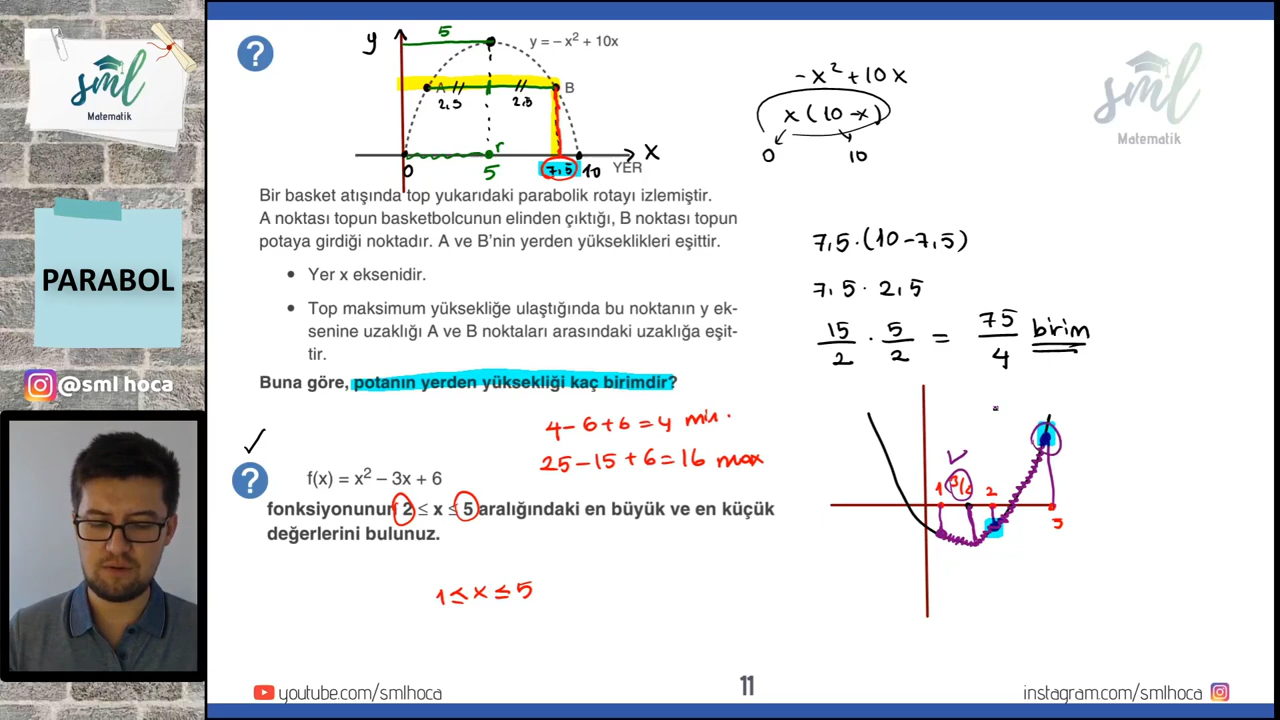 sml
Matematik
PARABOL
@sml hoca
?
y
5
y = – x² + 10x
A
B
2,5
2,5
r
x
0
5
7,5
10
YER
Bir basket atışında top yukarıdaki parabolik rotayı izlemiştir.
A noktası topun basketbolcunun elinden çıktığı, B noktası topun
potaya girdiği noktadır. A ve B'nin yerden yükseklikleri eşittir.
• Yer x eksenidir.
• Top maksimum yüksekliğe ulaştığında bu noktanın y ek-
senine uzaklığı A ve B noktaları arasındaki uzaklığa eşit-
tir.
Buna göre, potanın yerden yüksekliği kaç birimdir?
-x² + 10x
x(10-x)
0
10
7,5·(10-7,5)
7,5 · 2,5
15/2 · 5/2 = 75/4 birim
sml
Matematik
4-6+6=4 min.
25-15+6=16 max
?
f(x) = x² – 3x + 6
fonksiyonunun 2 ≤ x ≤ 5 aralığındaki en büyük ve en küçük
değerlerini bulunuz.
1 ≤ x ≤ 5
1
3/2
2
5
youtube.com/smlhoca
11
instagram.com/smlhoca